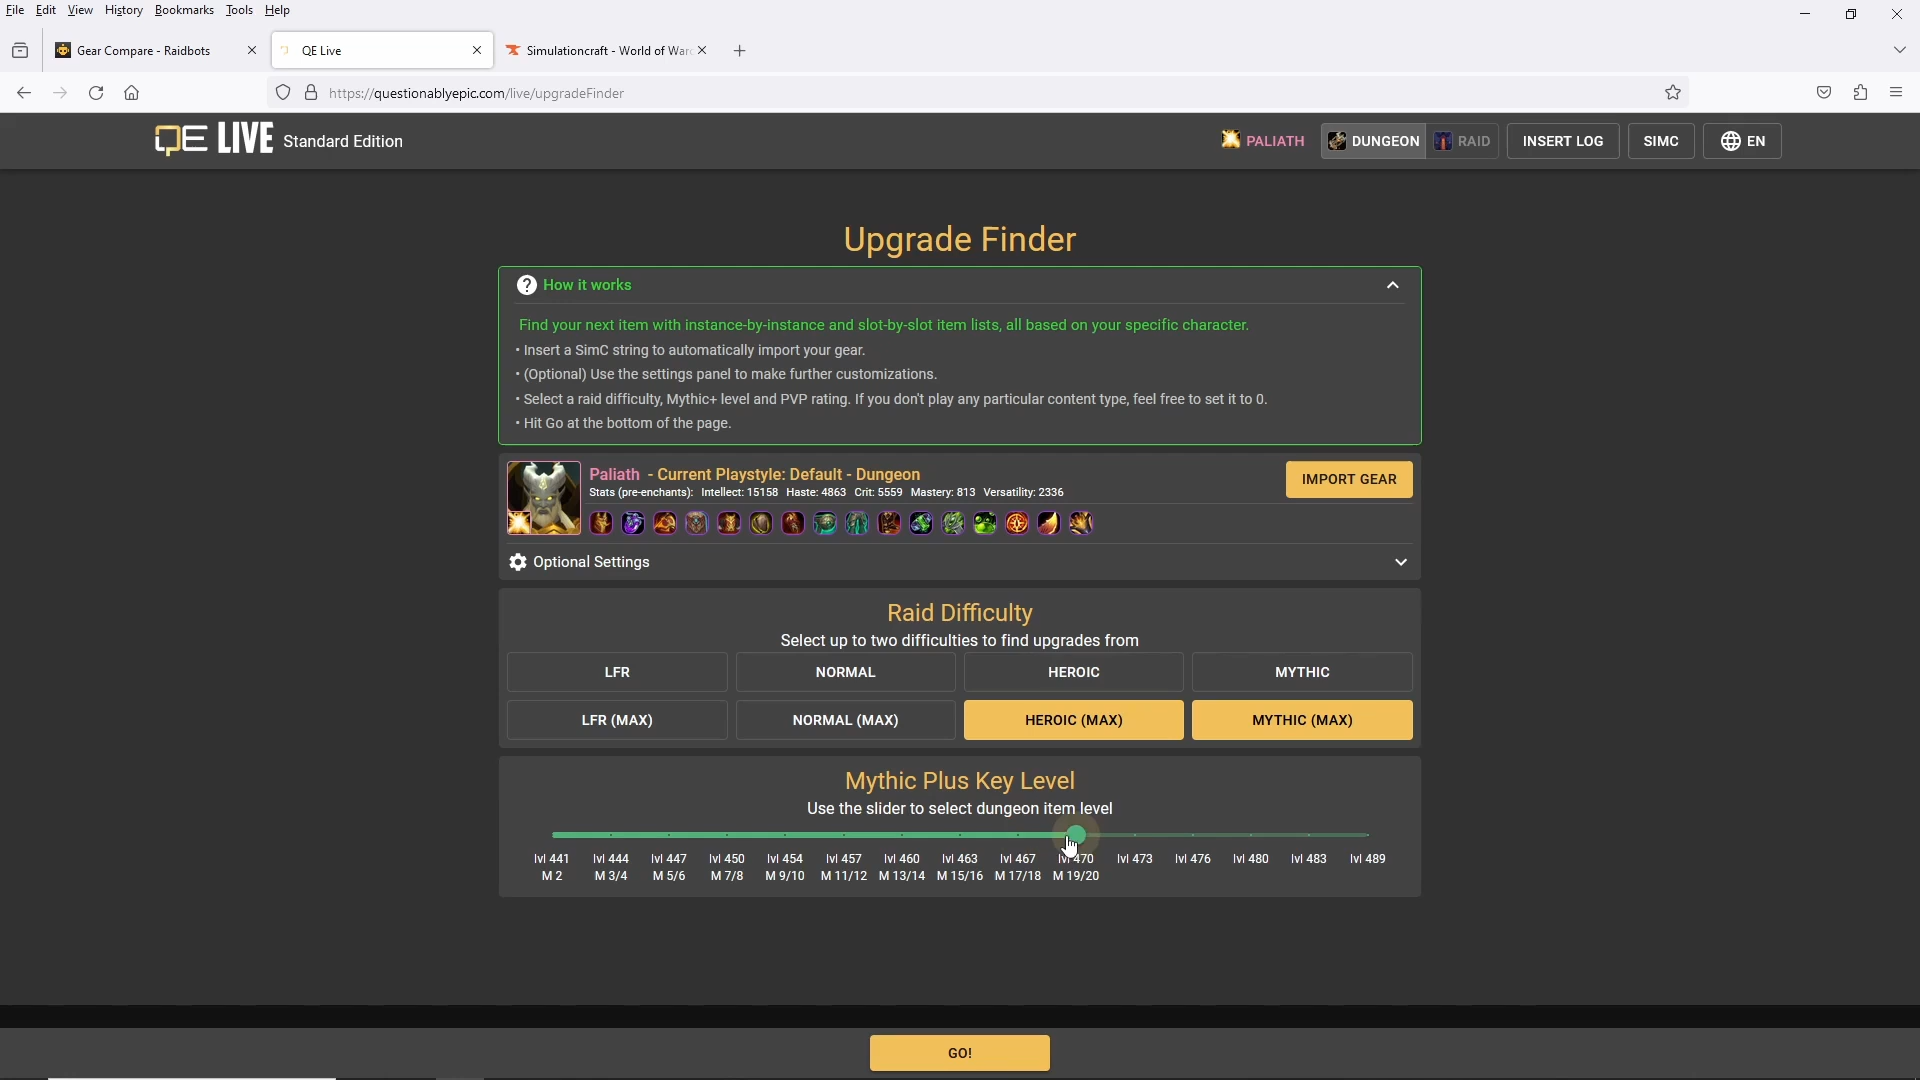 File Edit View History Bookmarks Tools Help
Gear Compare - Raidbots
QE Live
Simulationcraft - World of Warc
https://questionablyepic.com/live/upgradeFinder
QE LIVE Standard Edition
PALIATH
DUNGEON
RAID
INSERT LOG
SIMC
EN
Upgrade Finder
? How it works
Find your next item with instance-by-instance and slot-by-slot item lists, all based on your specific character.
• Insert a SimC string to automatically import your gear.
• (Optional) Use the settings panel to make further customizations.
• Select a raid difficulty, Mythic+ level and PVP rating. If you don't play any particular content type, feel free to set it to 0.
• Hit Go at the bottom of the page.
Paliath - Current Playstyle: Default - Dungeon
IMPORT GEAR
Stats (pre-enchants): Intellect: 15158 Haste: 4863 Crit: 5559 Mastery: 813 Versatility: 2336
Optional Settings
Raid Difficulty
Select up to two difficulties to find upgrades from
LFR NORMAL HEROIC MYTHIC
LFR (MAX) NORMAL (MAX) HEROIC (MAX) MYTHIC (MAX)
Mythic Plus Key Level
Use the slider to select dungeon item level
lvl 441 lvl 444 lvl 447 lvl 450 lvl 454 lvl 457 lvl 460 lvl 463 lvl 467 lvl 470 lvl 473 lvl 476 lvl 480 lvl 483 lvl 489
M 2 M 3/4 M 5/6 M 7/8 M 9/10 M 11/12 M 13/14 M 15/16 M 17/18 M 19/20
GO!